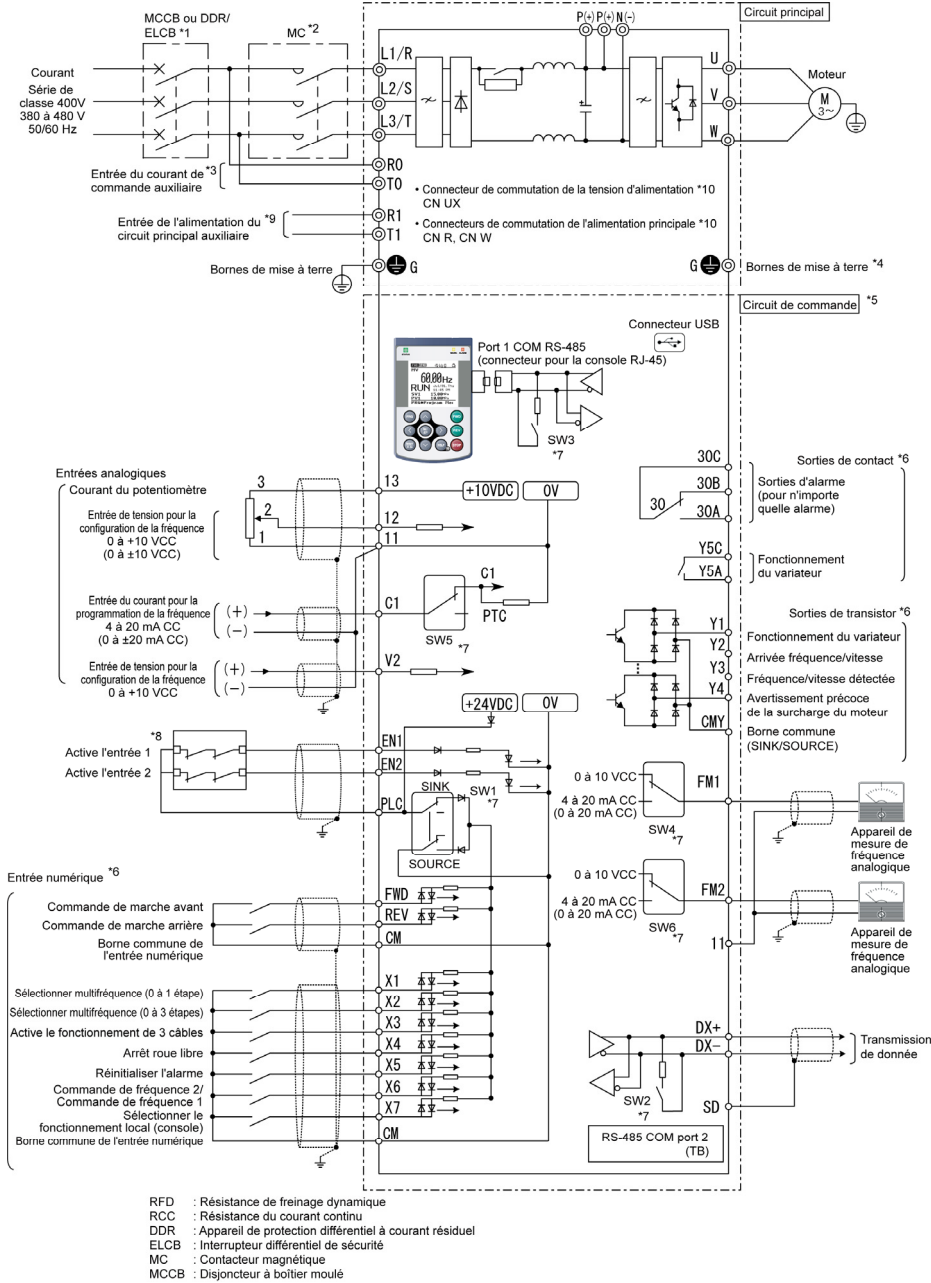 MCCB ou DDR/
ELCB *1
MC *2
P(+) P(+) N(-)
Circuit principal
Courant
Série de
classe 400V
380 à 480 V
50/60 Hz
L1/R
L2/S
L3/T
U
V
W
Moteur
M
3~
Entrée du courant de *3
commande auxiliaire
R0
T0
• Connecteur de commutation de la tension d'alimentation *10
CN UX
Entrée de l'alimentation du *9
circuit principal auxiliaire
R1
T1
• Connecteurs de commutation de l'alimentation principale *10
CN R, CN W
Bornes de mise à terre
G
G
Bornes de mise à terre *4
Circuit de commande *5
Connecteur USB
Port 1 COM RS-485
(connecteur pour la console RJ-45)
60.00Hz
RUN
SW3
*7
Entrées analogiques
Courant du potentiomètre
3
13
+10VDC
0V
Entrée de tension pour la
configuration de la fréquence
0 à +10 VCC
(0 à ±10 VCC)
2
12
1
11
Entrée du courant pour la
programmation de la fréquence
4 à 20 mA CC
(0 à ±20 mA CC)
(+)
(-)
C1
C1
PTC
SW5
*7
Entrée de tension pour la
configuration de la fréquence
0 à +10 VCC
(+)
(-)
V2
+24VDC
0V
30C
30B
30
30A
Sorties de contact *6
Sorties d'alarme
(pour n'importe
quelle alarme)
Y5C
Y5A
Fonctionnement
du variateur
Sorties de transistor *6
Y1
Fonctionnement du variateur
Y2
Arrivée fréquence/vitesse
Y3
Fréquence/vitesse détectée
Y4
Avertissement précoce
de la surcharge du moteur
CMY
Borne commune
(SINK/SOURCE)
*8
Active l'entrée 1
EN1
Active l'entrée 2
EN2
PLC
SINK
SW1
*7
SOURCE
0 à 10 VCC
4 à 20 mA CC
(0 à 20 mA CC)
SW4
*7
FM1
Appareil de
mesure de
fréquence
analogique
0 à 10 VCC
4 à 20 mA CC
(0 à 20 mA CC)
SW6
*7
FM2
11
Appareil de
mesure de
fréquence
analogique
Entrée numérique *6
Commande de marche avant
FWD
Commande de marche arrière
REV
Borne commune de
l'entrée numérique
CM
Sélectionner multifréquence (0 à 1 étape)
X1
Sélectionner multifréquence (0 à 3 étapes)
X2
Active le fonctionnement de 3 câbles
X3
Arrêt roue libre
X4
Réinitialiser l'alarme
X5
Commande de fréquence 2/
Commande de fréquence 1
X6
Sélectionner le
fonctionnement local (console)
X7
Borne commune de l'entrée numérique
CM
DX+
DX-
SD
Transmission
de donnée
SW2
*7
RS-485 COM port 2
(TB)
RFD : Résistance de freinage dynamique
RCC : Résistance du courant continu
DDR : Appareil de protection différentiel à courant résiduel
ELCB : Interrupteur différentiel de sécurité
MC : Contacteur magnétique
MCCB : Disjoncteur à boîtier moulé